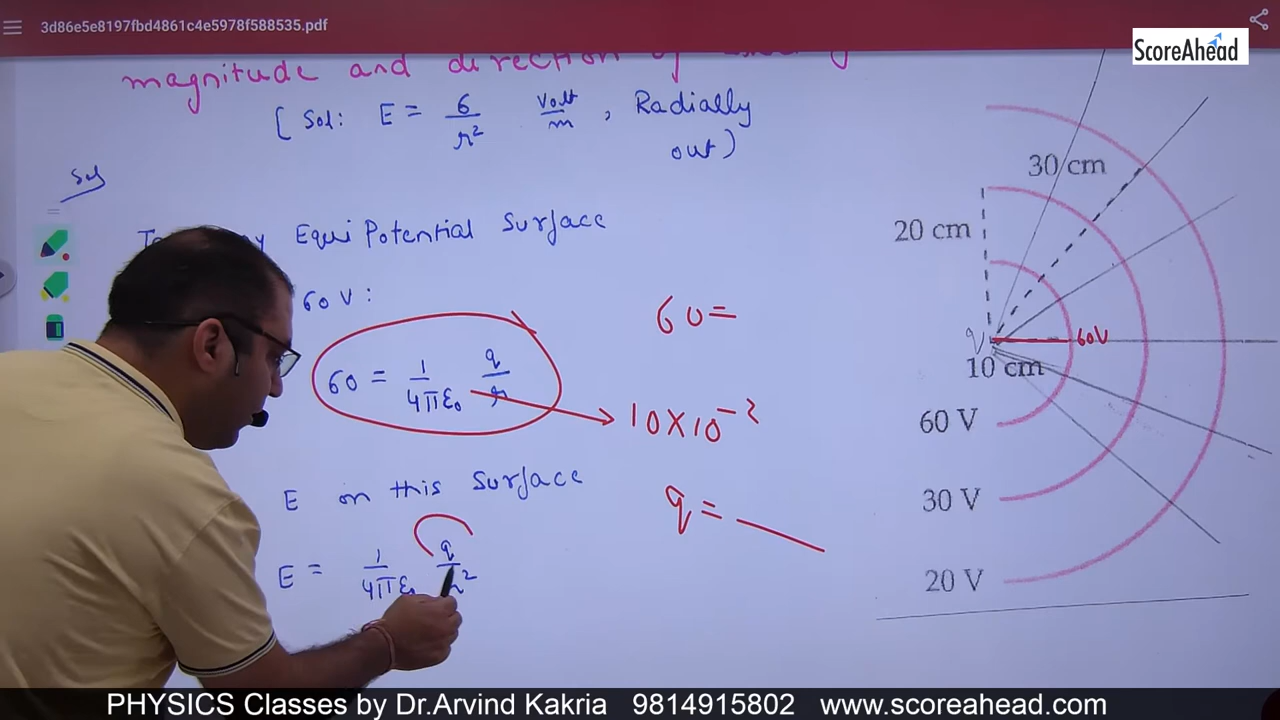 3d86e5e8197fbd4861c4e5978f588535.pdf
ScoreAhead
magnitude and direction of
[Sol: E = 6/r² Volt/m, Radially
out)
Sol
Equi Potential Surface
60 V:
60 = 1/4πε₀ q/r
60 =
10×10⁻²
E on this Surface
q =
E = 1/4πε₀ q/r²
30 cm
20 cm
q
60V
10 cm
60 V
30 V
20 V
PHYSICS Classes by Dr.Arvind Kakria 9814915802 www.scoreahead.com